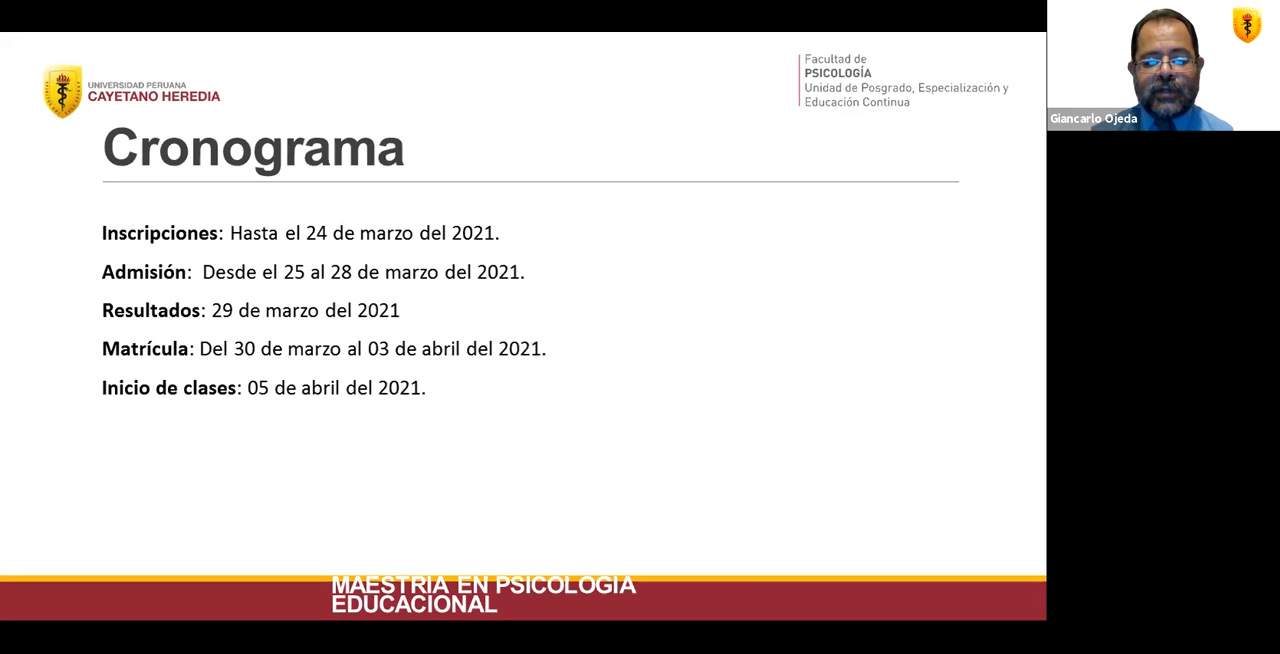 UNIVERSIDAD PERUANA
CAYETANO HEREDIA
Facultad de
PSICOLOGÍA
Unidad de Posgrado, Especialización y
Educación Continua
Giancarlo Ojeda
Cronograma
Inscripciones: Hasta el 24 de marzo del 2021.
Admisión:  Desde el 25 al 28 de marzo del 2021.
Resultados: 29 de marzo del 2021
Matrícula: Del 30 de marzo al 03 de abril del 2021.
Inicio de clases: 05 de abril del 2021.
MAESTRIA EN PSICOLOGIA
EDUCACIONAL